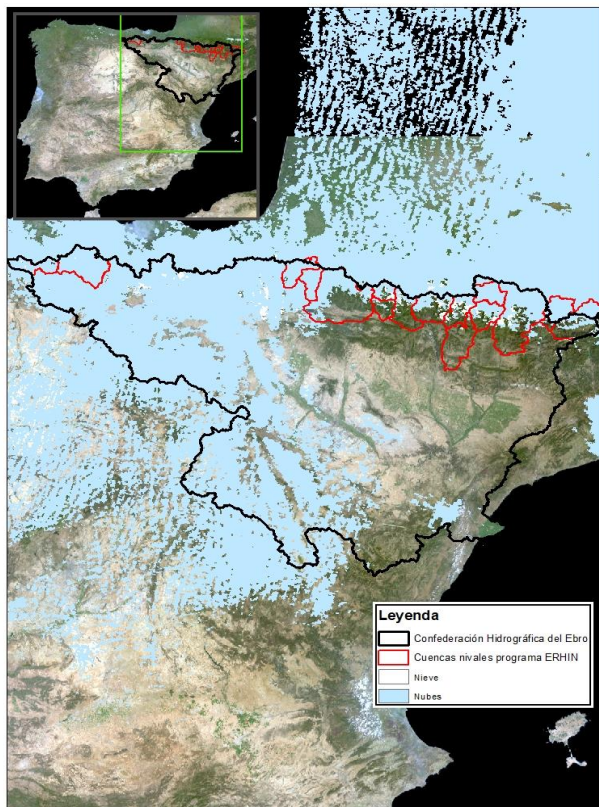 Leyenda
Confederación Hidrográfica del Ebro
Cuencas nivales programa ERHIN
Nieve
Nubes